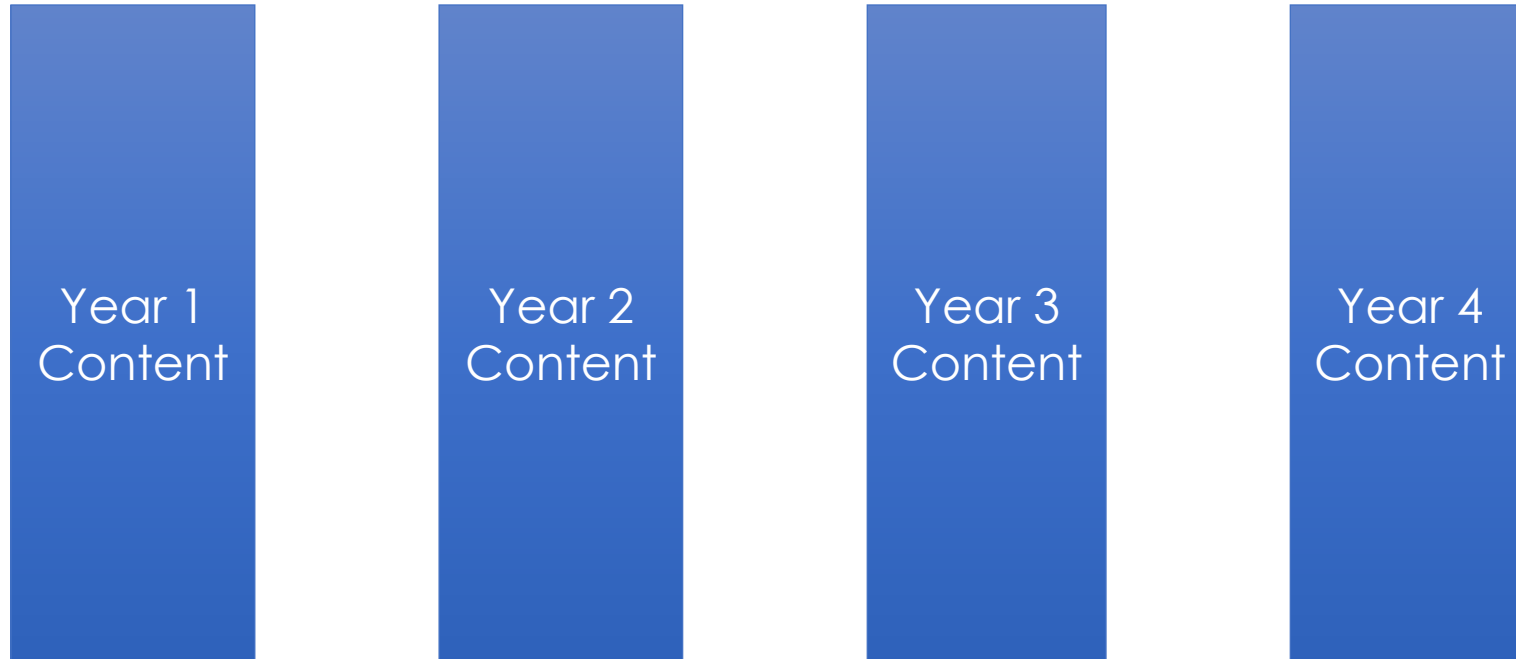 Year 1
Content
Year 2
Content
Year 3
Content
Year 4
Content